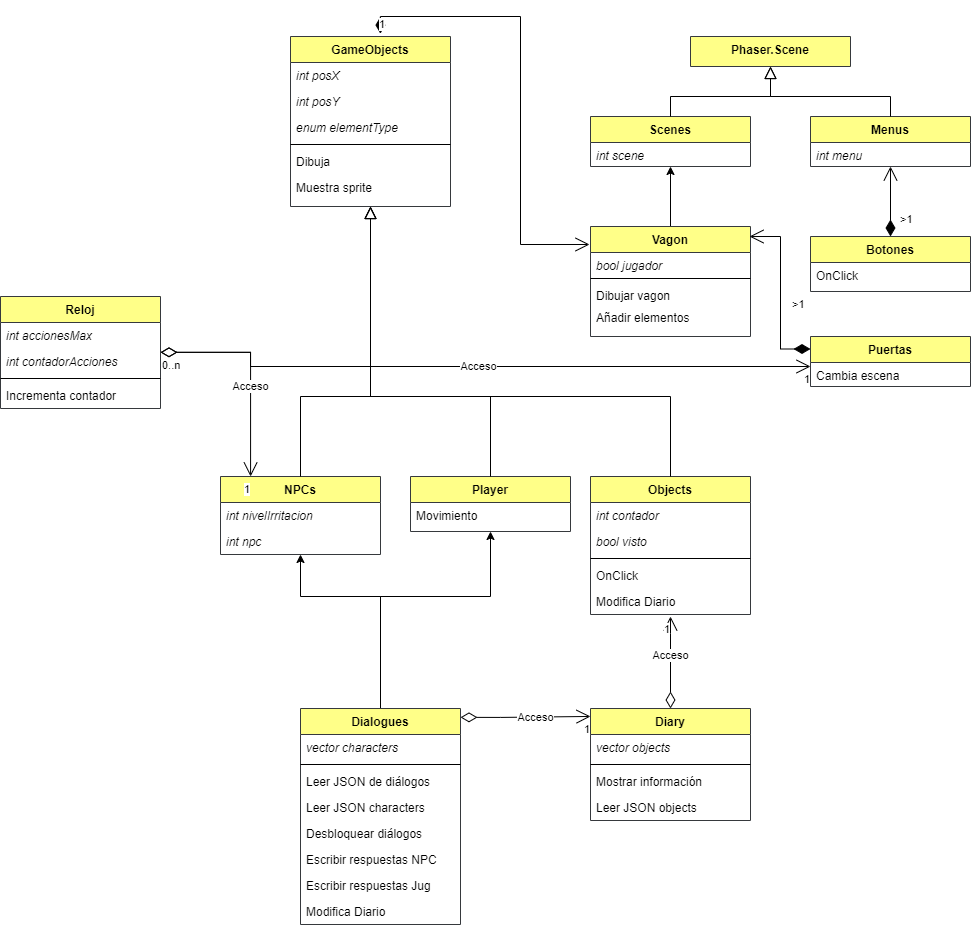 1
GameObjects
int posX
int posY
enum elementType
Dibuja
Muestra sprite
Phaser.Scene
Scenes
int scene
Menus
int menu
>1
Botones
OnClick
Vagon
bool jugador
Dibujar vagon
Añadir elementos
>1
Puertas
Cambia escena
1
Reloj
int accionesMax
int contadorAcciones
Incrementa contador
0..n
Acceso
Acceso
1
NPCs
int nivelIrritacion
int npc
Player
Movimiento
Objects
int contador
bool visto
OnClick
Modifica Diario
1
Acceso
Dialogues
vector characters
Leer JSON de diálogos
Leer JSON characters
Desbloquear diálogos
Escribir respuestas NPC
Escribir respuestas Jug
Modifica Diario
Acceso
1
Diary
vector objects
Mostrar información
Leer JSON objects